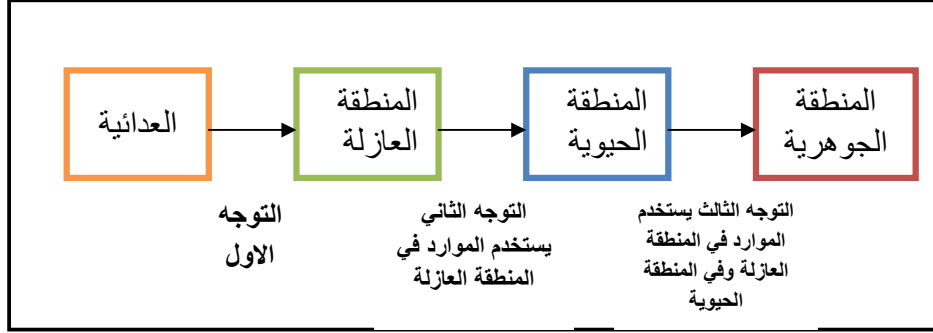 المنطقة
الجوهرية
المنطقة
الحيوية
المنطقة
العازلة
العدائية
التوجه
الاول
التوجه الثاني
يستخدم الموارد في
المنطقة العازلة
التوجه الثالث يستخدم
الموارد في المنطقة
العازلة وفي المنطقة
الحيوية